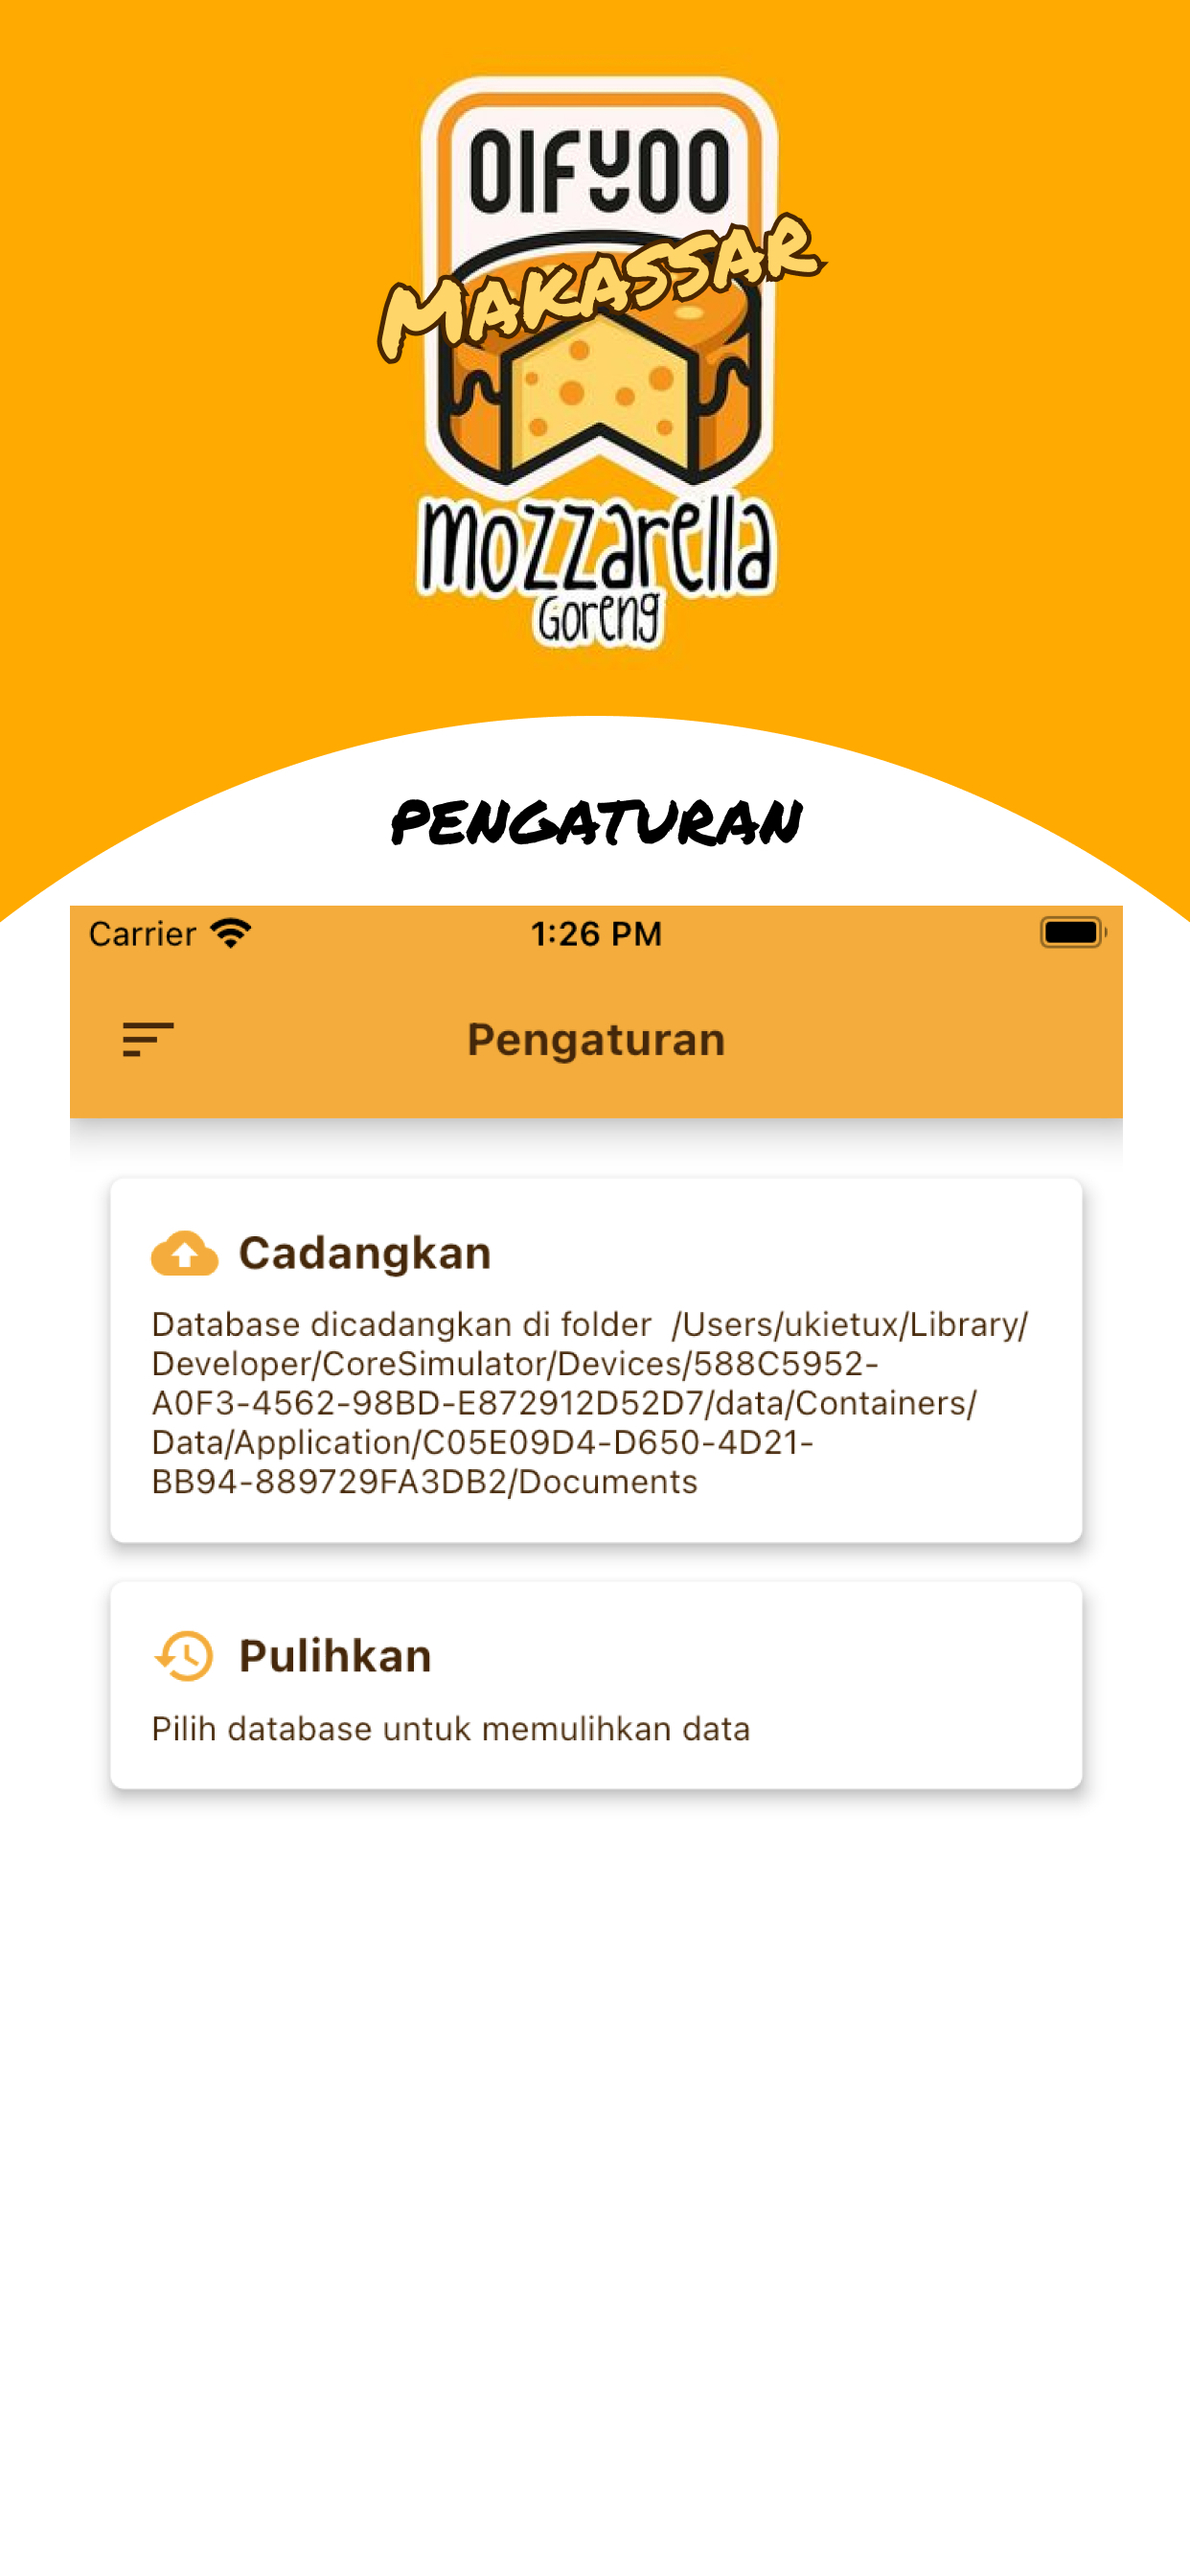 OIFYOO
MAKASSAR
mozzarella
Goreng
PENGATURAN
Carrier 1:26 PM
Pengaturan
Cadangkan
Database dicadangkan di folder /Users/ukietux/Library/
Developer/CoreSimulator/Devices/588C5952-
A0F3-4562-98BD-E872912D52D7/data/Containers/
Data/Application/C05E09D4-D650-4D21-
BB94-889729FA3DB2/Documents
Pulihkan
Pilih database untuk memulihkan data